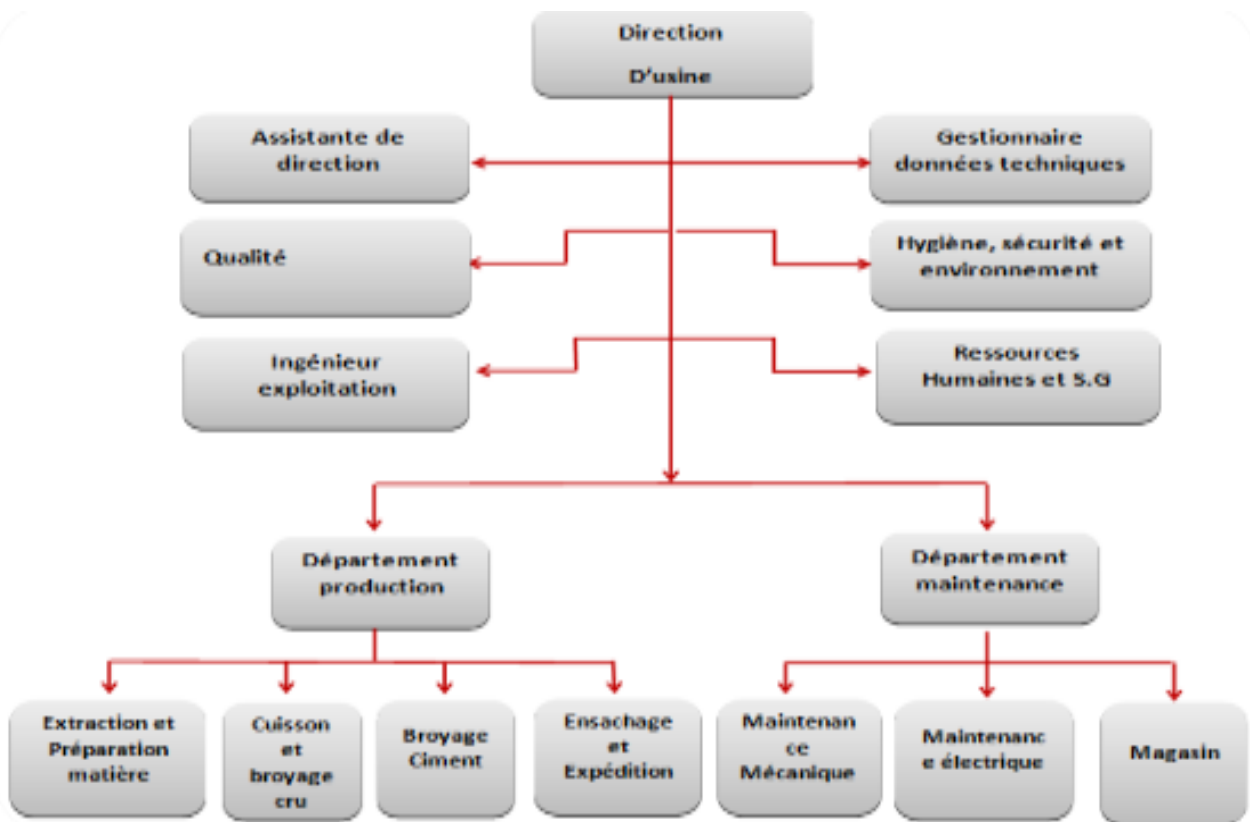 Direction
D'usine
Assistante de
direction
Gestionnaire
données techniques
Qualité
Hygiène, sécurité et
environnement
Ingénieur
exploitation
Ressources
Humaines et S.G
Département
production
Département
maintenance
Extraction et
Préparation
matière
Cuisson
et
broyage
cru
Broyage
Ciment
Ensachage
et
Expédition
Maintenan
ce
Mécanique
Maintenanc
e électrique
Magasin